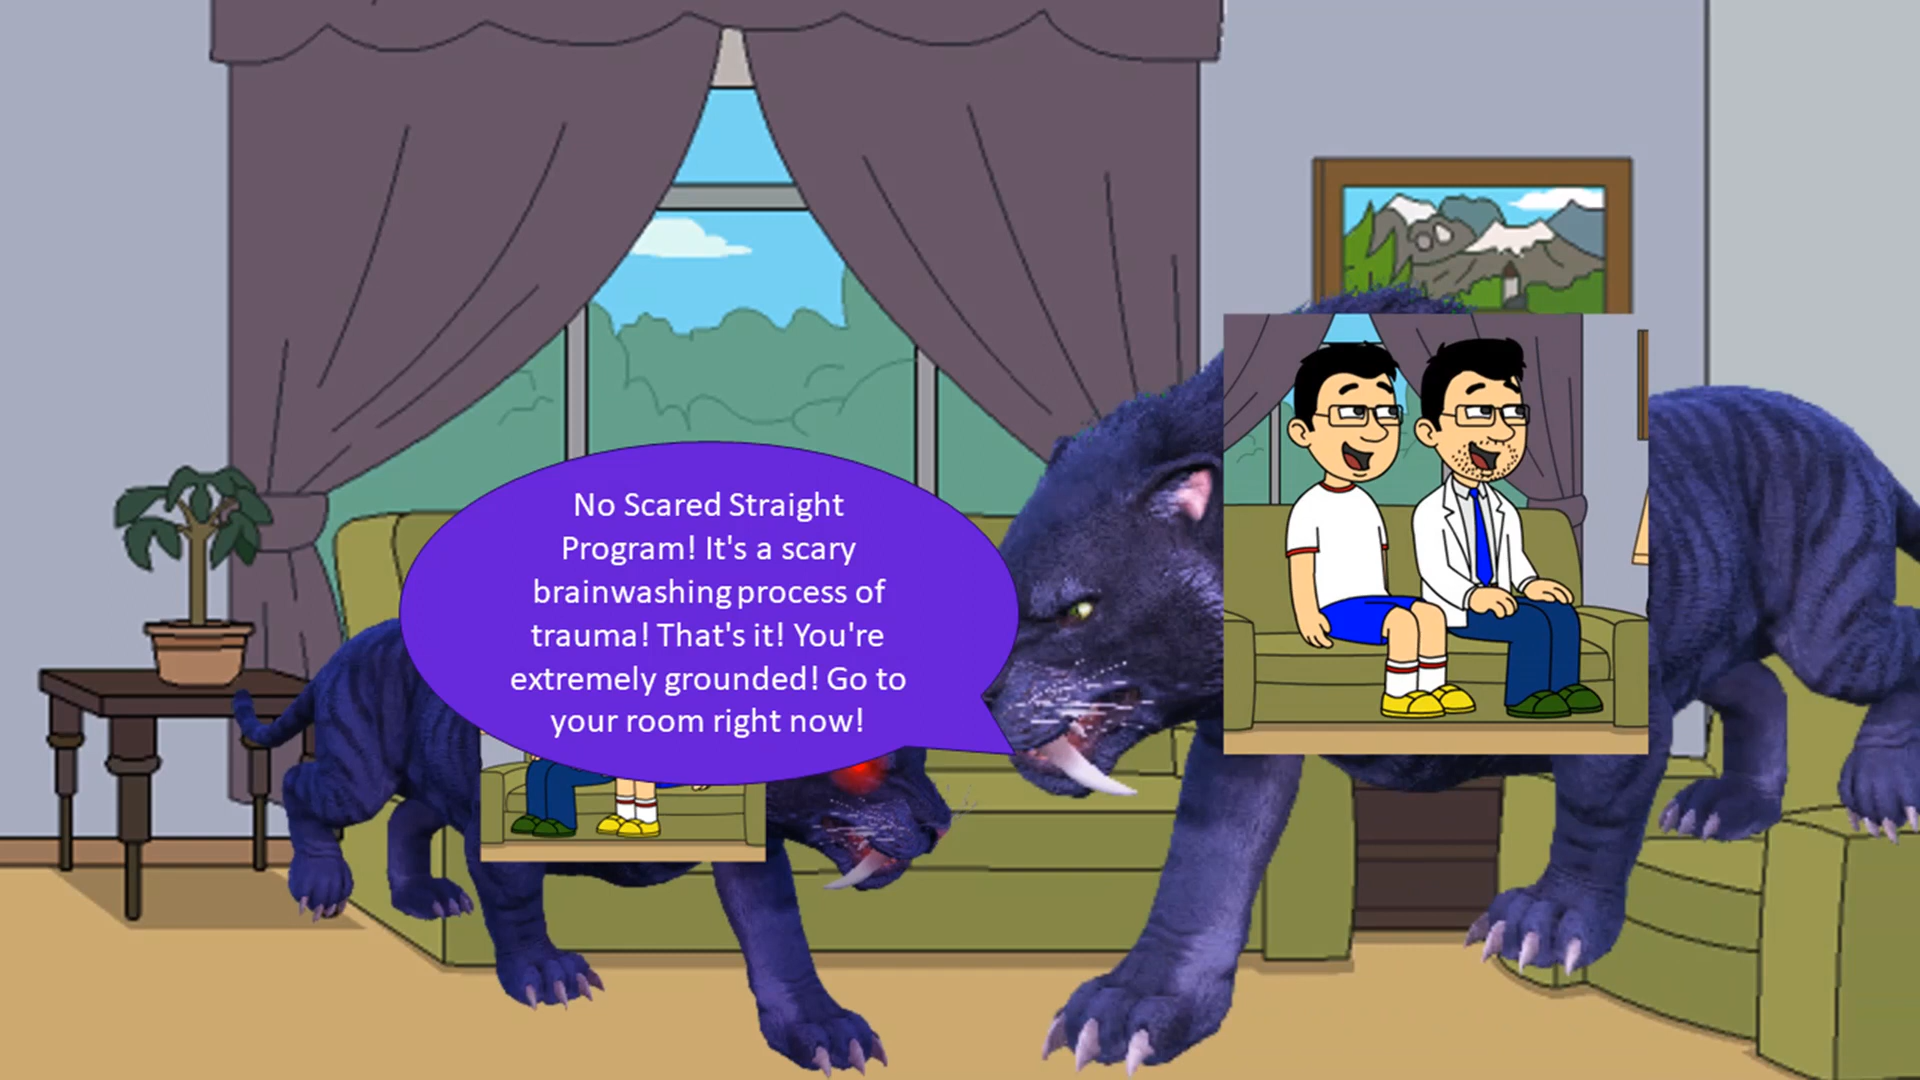 No Scared Straight
Program! It's a scary
brainwashing process of
trauma! That's it! You're
extremely grounded! Go to
your room right now!